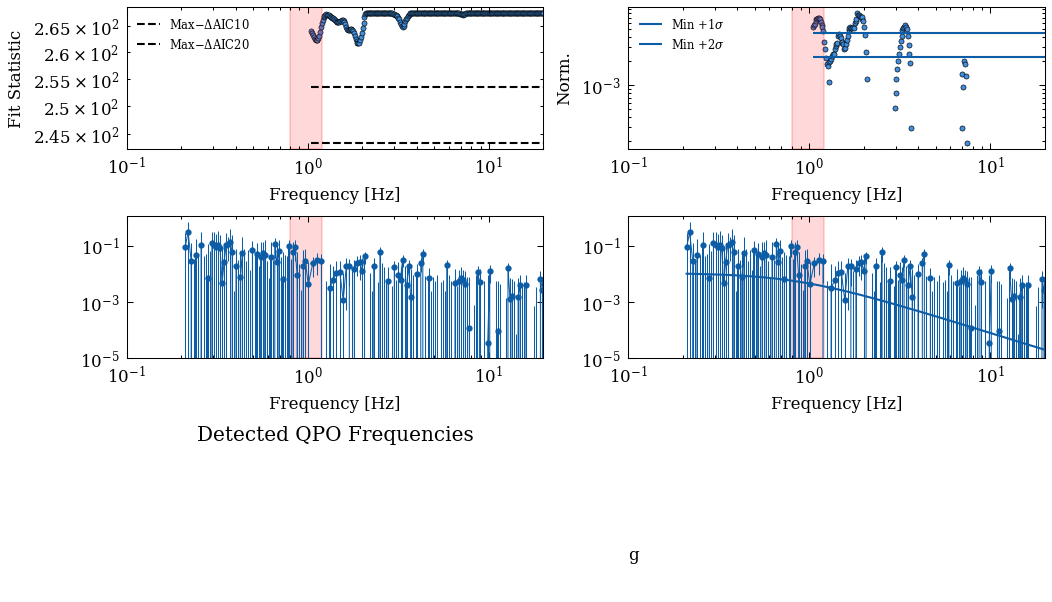 Fit Statistic
2.65 × 10²
2.6 × 10²
2.55 × 10²
2.5 × 10²
2.45 × 10²
Max−ΔAIC10
Max−ΔAIC20
10⁻¹ 10⁰ 10¹
Frequency [Hz]
Norm.
10⁻³
Min +1σ
Min +2σ
10⁻¹ 10⁰ 10¹
Frequency [Hz]
10⁻¹
10⁻³
10⁻⁵
10⁻¹ 10⁰ 10¹
Frequency [Hz]
10⁻¹
10⁻³
10⁻⁵
10⁻¹ 10⁰ 10¹
Frequency [Hz]
Detected QPO Frequencies
g